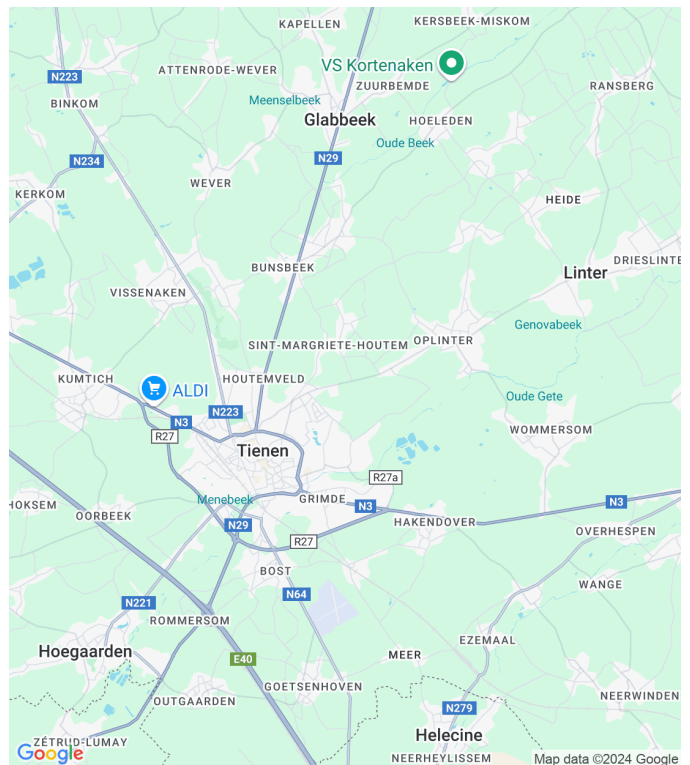 KAPELLEN
KERSBEEK-MISKOM
VS Kortenaken
ATTENRODE-WEVER
N223
ZUURBEMDE
RANSBERG
BINKOM
Meenselbeek
Glabbeek
HOELEDEN
Oude Beek
N234
N29
WEVER
KERKOM
HEIDE
DRIESLINTE
BUNSBEEK
Linter
VISSENAKEN
Genovabeek
SINT-MARGRIETE-HOUTEM
OPLINTER
KUMTICH
ALDI
HOUTEMVELD
Oude Gete
N223
N3
R27
WOMMERSOM
Tienen
R27a
Menebeek
GRIMDE
HOKSEM
N3
N3
OORBEEK
N29
HAKENDOVER
OVERHESPEN
R27
BOST
WANGE
N64
N221
ROMMERSOM
EZEMAAL
Hoegaarden
MEER
E40
GOETSENHOVEN
OUTGAARDEN
NEERWINDEN
N279
Helecine
ZÉTRUD-LUMAY
Google
NEERHEYLISSEM
Map data ©2024 Google